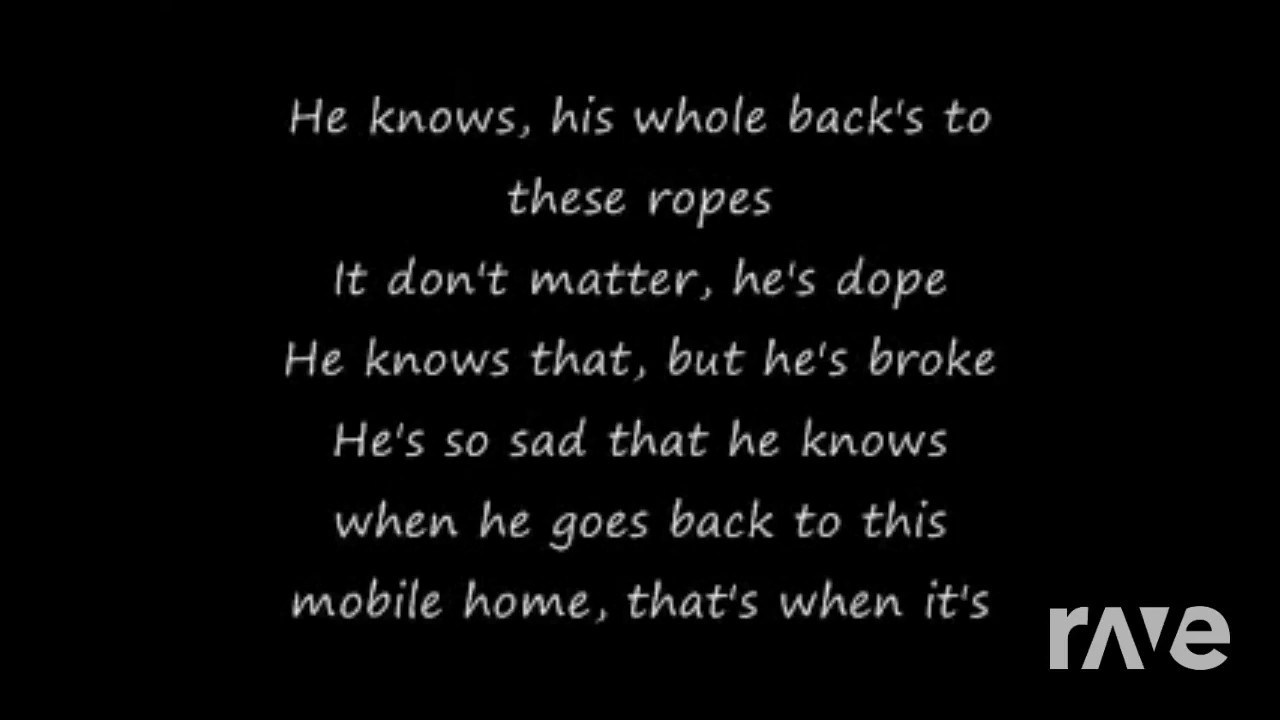 He knows, his whole back's to
these ropes
It don't matter, he's dope
He knows that, but he's broke
He's so sad that he knows
when he goes back to this
mobile home, that's when it's
rave